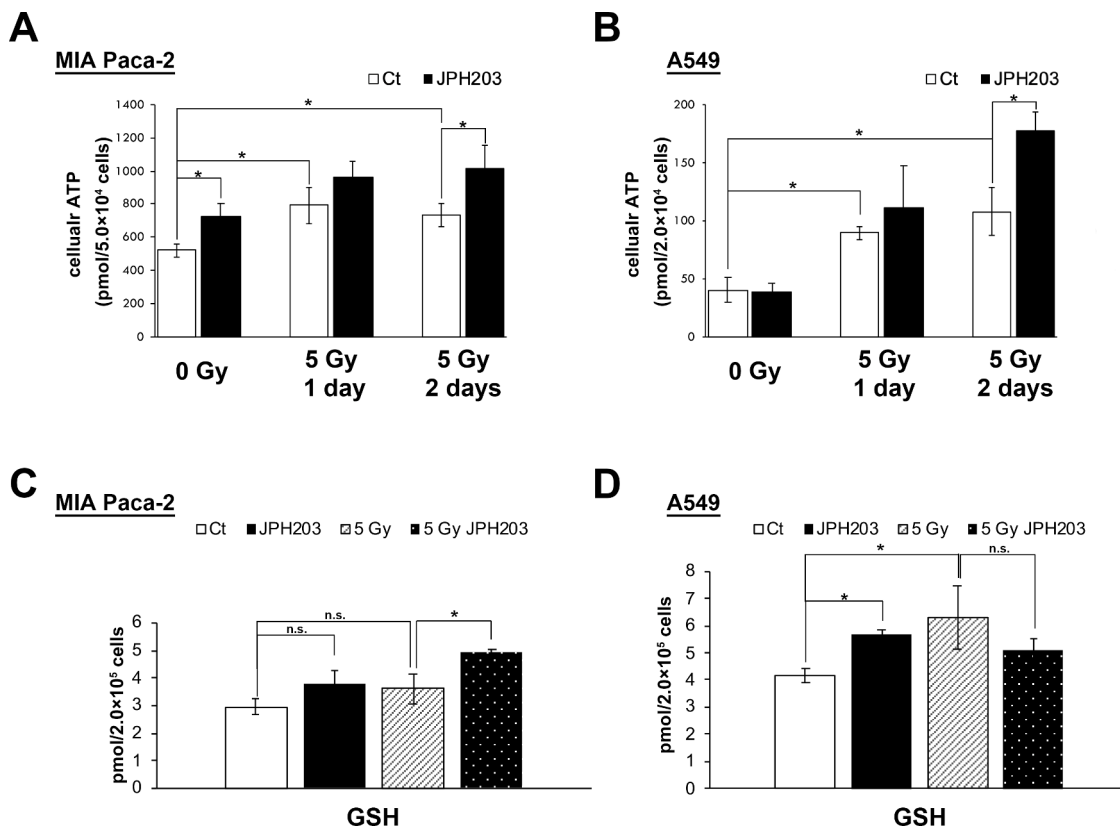 A
MIA Paca-2
Ct JPH203
cellualr ATP
(pmol/5.0×10⁴ cells)
1400
1200
1000
800
600
400
200
0
*
*
*
*
0 Gy
5 Gy
1 day
5 Gy
2 days
B
A549
Ct JPH203
cellualr ATP
(pmol/2.0×10⁴ cells)
200
150
100
50
0
*
*
*
0 Gy
5 Gy
1 day
5 Gy
2 days
C
MIA Paca-2
Ct JPH203 5 Gy 5 Gy JPH203
pmol/2.0×10⁵ cells
6
5
4
3
2
1
0
n.s.
n.s.
*
GSH
D
A549
Ct JPH203 5 Gy 5 Gy JPH203
pmol/2.0×10⁵ cells
8
7
6
5
4
3
2
1
0
*
n.s.
*
GSH